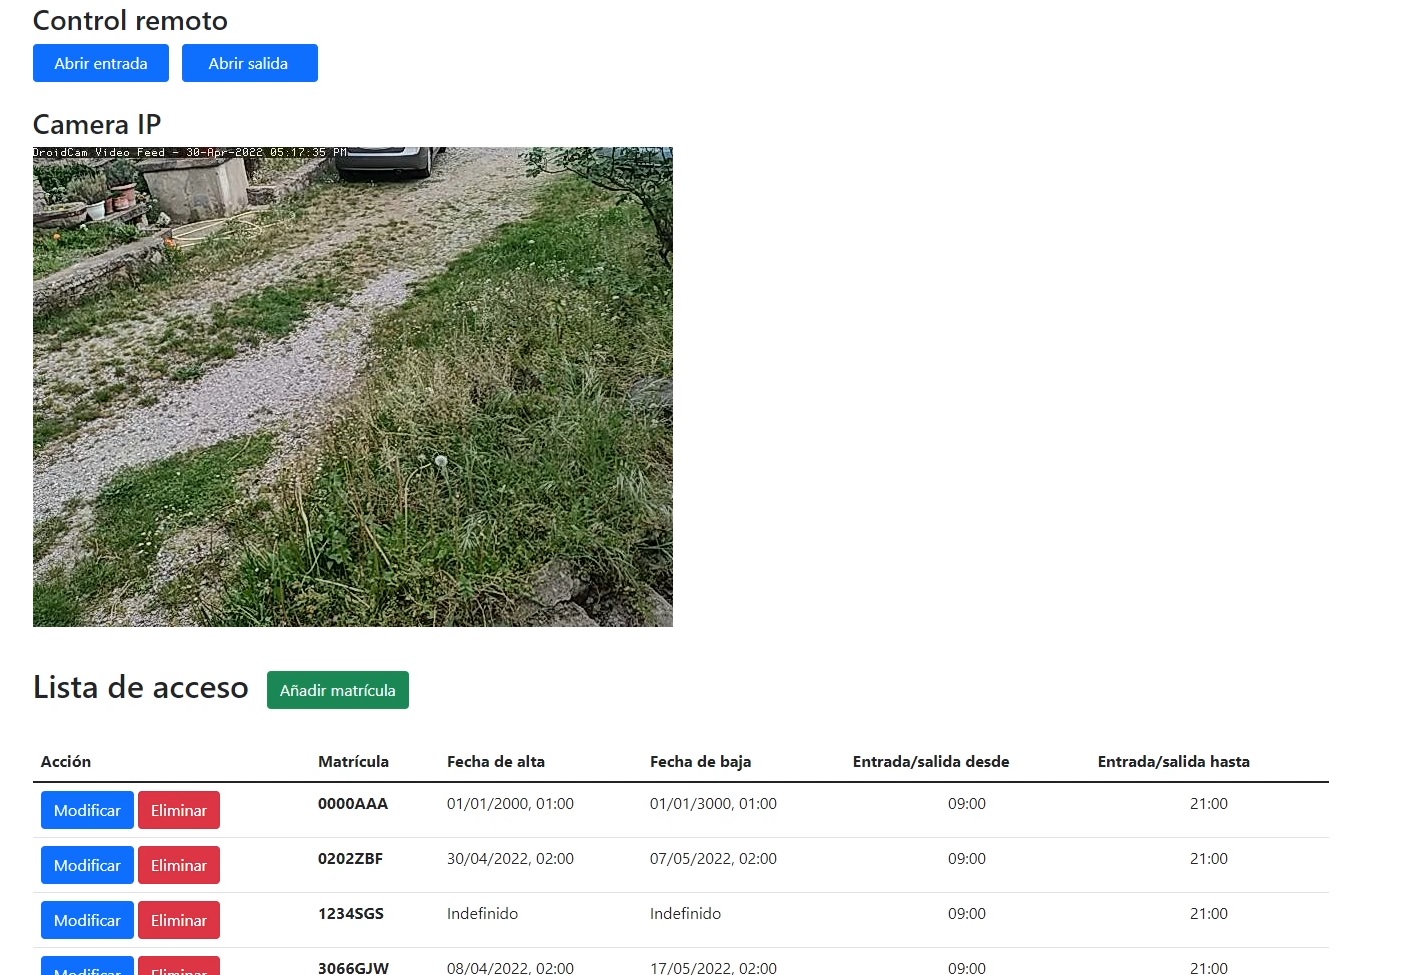 Control remoto
Abrir entrada Abrir salida
Camera IP
DroidCam Video Feed - 30-Apr-2022 05:17:35 PM
Lista de acceso Añadir matrícula
Acción Matrícula Fecha de alta Fecha de baja Entrada/salida desde Entrada/salida hasta
Modificar Eliminar 0000AAA 01/01/2000, 01:00 01/01/3000, 01:00 09:00 21:00
Modificar Eliminar 0202ZBF 30/04/2022, 02:00 07/05/2022, 02:00 09:00 21:00
Modificar Eliminar 1234SGS Indefinido Indefinido 09:00 21:00
Modificar Eliminar 3066GJW 08/04/2022, 02:00 17/05/2022, 02:00 09:00 21:00